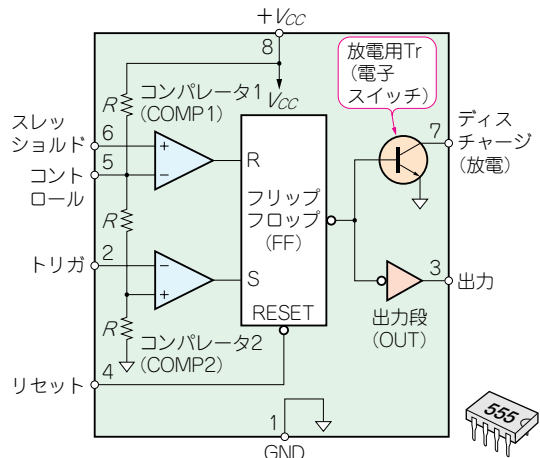 +VCC
8
放電用Tr
(電子
スイッチ)
R
コンパレータ1
(COMP1)
VCC
スレッ
ショルド
6
ディス
チャージ
(放電)
7
5
コント
ロール
+
−
R
フリップ
フロップ
(FF)
R
トリガ
2
−
+
S
3
出力
RESET
出力段
(OUT)
R
コンパレータ2
(COMP2)
リセット
4
1
GND
555